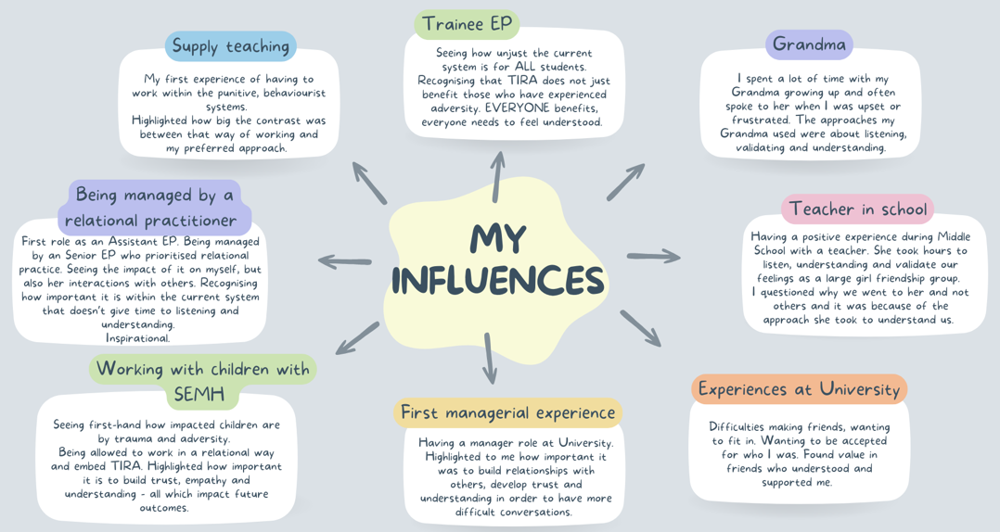 MY
INFLUENCES
Trainee EP
Seeing how unjust the current
system is for ALL students.
Recognising that TIRA does not just
benefit those who have experienced
adversity. EVERYONE benefits,
everyone needs to feel understood.
Grandma
I spent a lot of time with my
Grandma growing up and often
spoke to her when I was upset or
frustrated. The approaches my
Grandma used were about listening,
validating and understanding.
Teacher in school
Having a positive experience during Middle
School with a teacher. She took hours to
listen, understanding and validate our
feelings as a large girl friendship group.
I questioned why we went to her and not
others and it was because of the
approach she took to understand us.
Experiences at University
Difficulties making friends, wanting
to fit in. Wanting to be accepted
for who I was. Found value in
friends who understood and
supported me.
First managerial experience
Having a manager role at University.
Highlighted to me how important it
was to build relationships with
others, develop trust and
understanding in order to have more
difficult conversations.
Working with children with
SEMH
Seeing first-hand how impacted children are
by trauma and adversity.
Being allowed to work in a relational way
and embed TIRA. Highlighted how important
it is to build trust, empathy and
understanding - all which impact future
outcomes.
Being managed by a
relational practitioner
First role as an Assistant EP. Being managed
by an Senior EP who prioritised relational
practice. Seeing the impact of it on myself, but
also her interactions with others. Recognising
how important it is within the current system
that doesn't give time to listening and
understanding.
Inspirational.
Supply teaching
My first experience of having to
work within the punitive, behaviourist
systems.
Highlighted how big the contrast was
between that way of working and
my preferred approach.